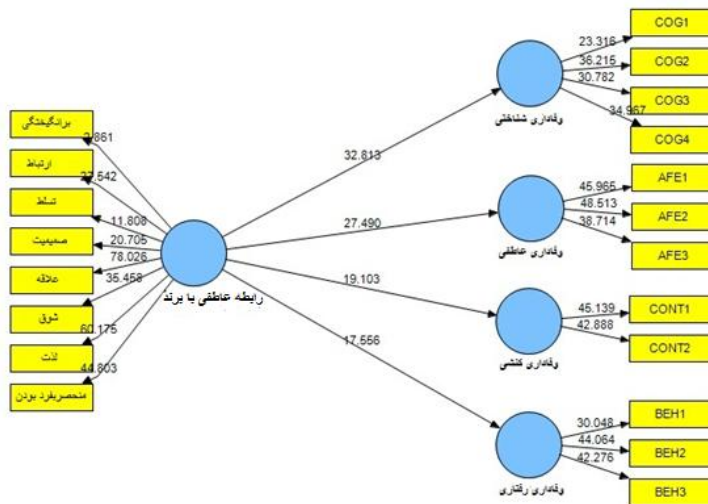 برانگیختگی
ارتباط
تسلط
صمیمیت
علاقه
شوق
لذت
منحصربفرد بودن
2.861
27.542
11.808
20.705
78.026
35.458
60.175
44.803
رابطه عاطفی با برند
32.813
27.490
19.103
17.556
وفاداری شناختی
23.316
36.215
30.782
34.967
COG1
COG2
COG3
COG4
وفاداری عاطفی
45.965
48.513
38.714
AFE1
AFE2
AFE3
وفاداری کنشی
45.139
42.888
CONT1
CONT2
وفاداری رفتاری
30.048
44.064
42.276
BEH1
BEH2
BEH3